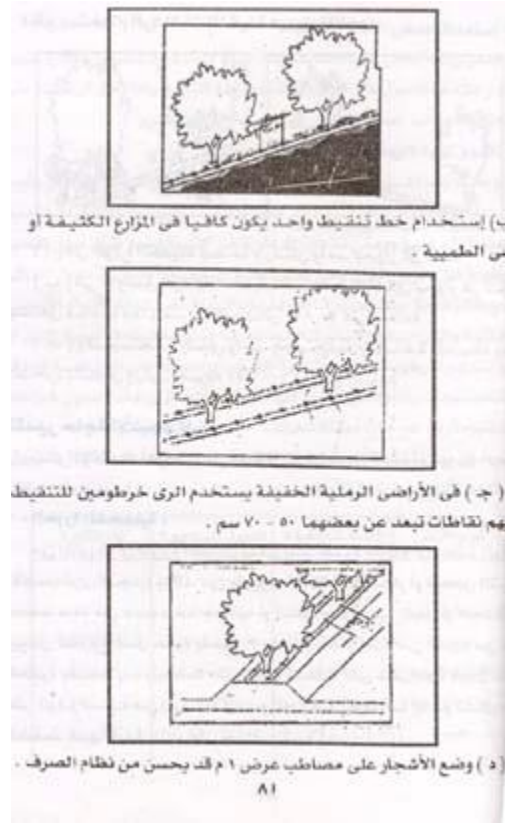 ب) إستخدام خط تنقيط واحد يكون كافيا فى المزارع الكثيفة أو
الطميية .
( جـ ) فى الأراضى الرملية الخفيفة يستخدم الرى خرطومين للتنقيط
بهم نقاطات تبعد عن بعضهما ٥٠ - ٧٠ سم .
( د ) وضع الأشجار على مصاطب عرض ١ م قد يحسن من نظام الصرف .
٨١